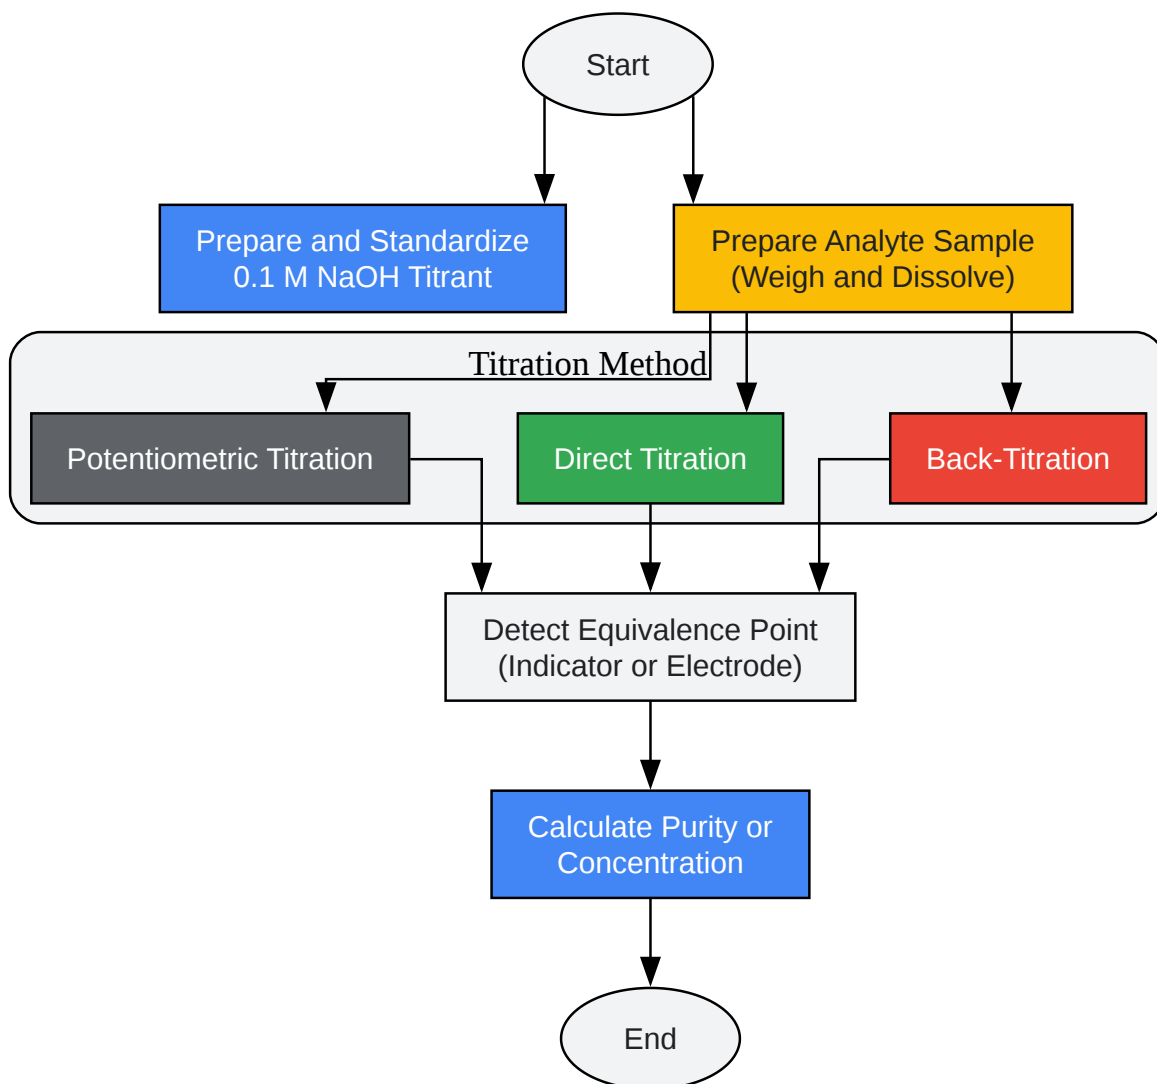 Start
Prepare and Standardize
0.1 M NaOH Titrant
Prepare Analyte Sample
(Weigh and Dissolve)
Titration Method
Potentiometric Titration
Direct Titration
Back-Titration
Detect Equivalence Point
(Indicator or Electrode)
Calculate Purity or
Concentration
End